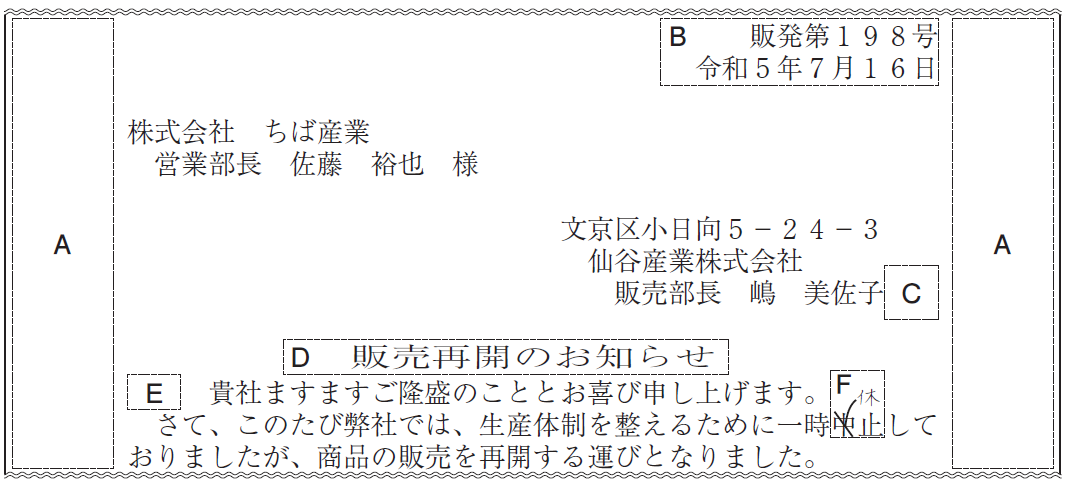 B 販発第１９８号
令和５年７月１６日
株式会社　ちば産業
営業部長　佐藤　裕也　様
A
A
文京区小日向５－２４－３
仙谷産業株式会社
販売部長　嶋　美佐子 C
D 販売再開のお知らせ
E 貴社ますますご隆盛のこととお喜び申し上げます。 F 休
さて、このたび弊社では、生産体制を整えるために一時中止して
おりましたが、商品の販売を再開する運びとなりました。